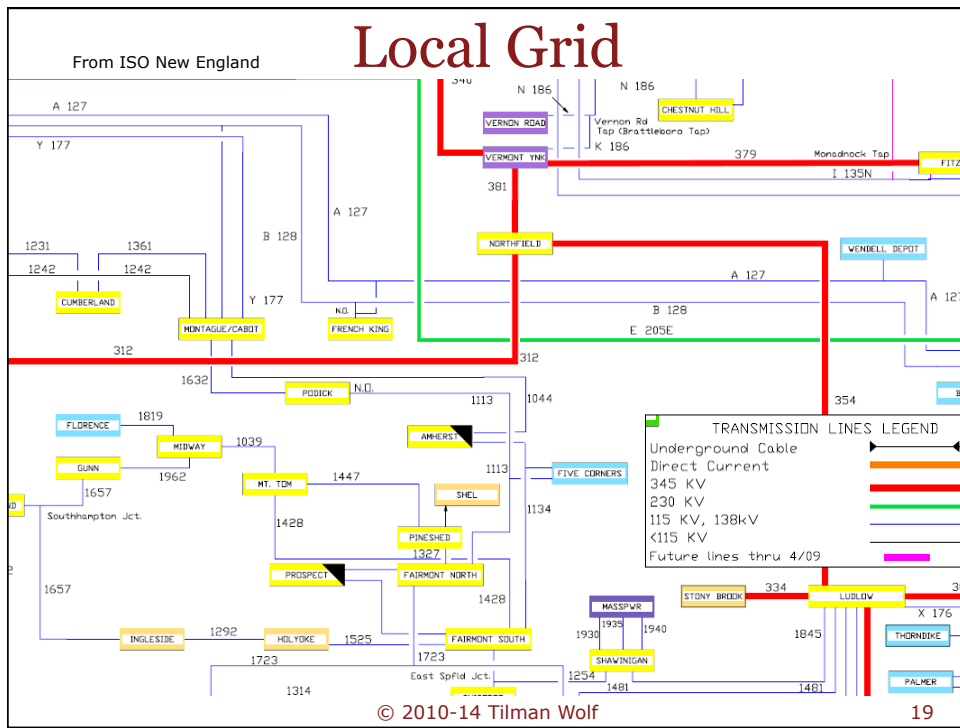 Local Grid
From ISO New England
N 186
N 186
A 127
CHESTNUT HILL
VERNON ROAD
Vernon Rd
Tap (Brattleboro Tap)
Y 177
K 186
VERMONT YNK
379
Monadnock Tap
I 135N
381
A 127
B 128
NORTHFIELD
WENDELL DEPOT
1231
1361
1242
1242
A 127
A 127
CUMBERLAND
Y 177
B 128
N.O.
MONTAGUE/CABOT
FRENCH KING
E 205E
312
312
1632
PODICK
N.O.
1113
1044
354
FLORENCE
1819
MIDWAY
1039
AMHERST
GUNN
1962
1113
FIVE CORNERS
1657
MT. TOM
1447
SHEL
1134
Southhampton Jct.
1428
PINESHED
1327
TRANSMISSION LINES LEGEND
Underground Cable
Direct Current
345 KV
230 KV
115 KV, 138kV
<115 KV
Future lines thru 4/09
PROSPECT
FAIRMONT NORTH
1657
1428
STONY BROOK
334
LUDLOW
MASSPWR
X 176
1930
1935
1940
1845
THORNDIKE
INGLESIDE
1292
HOLYOKE
1525
FAIRMONT SOUTH
1723
1723
SHAWINIGAN
East Spfld Jct.
1254
PALMER
1314
1481
1481
© 2010-14 Tilman Wolf
19